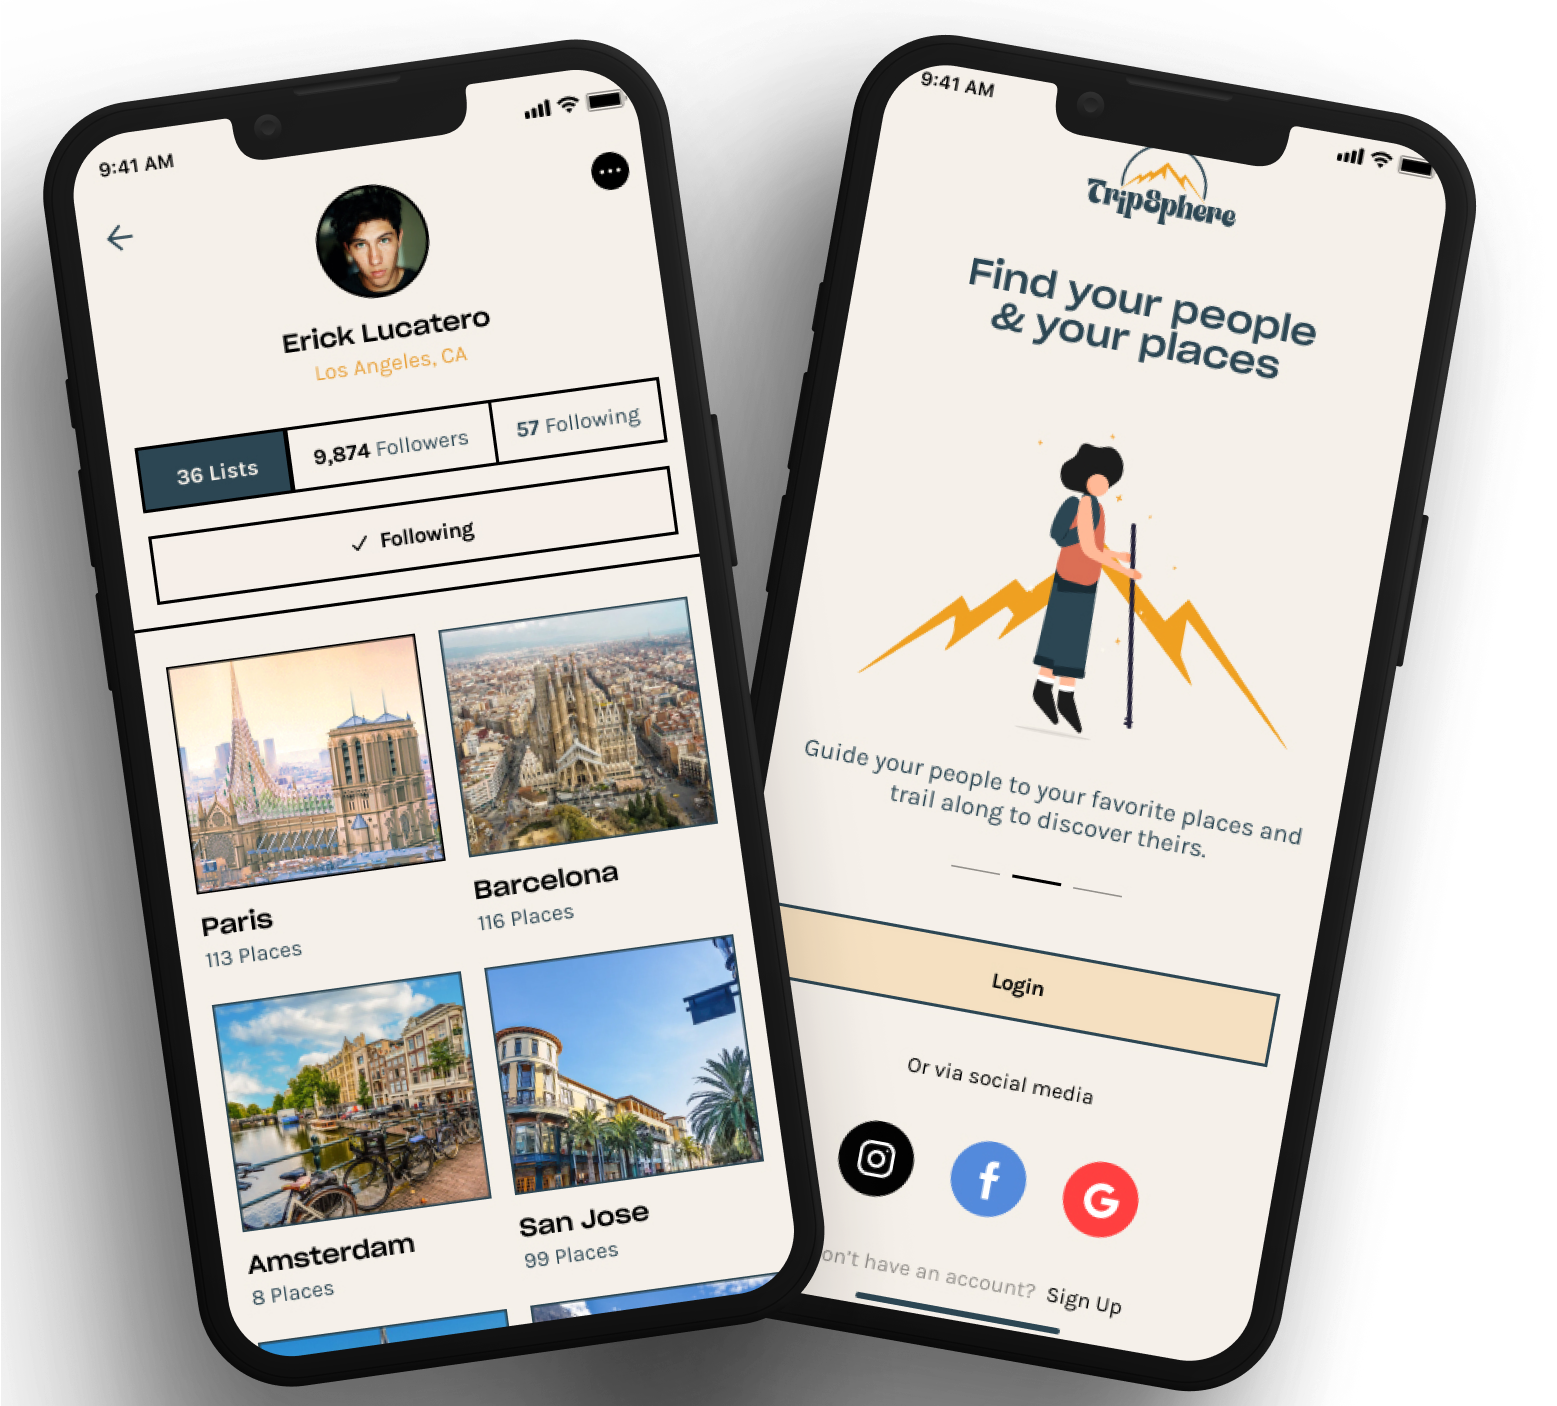 9:41 AM
Erick Lucatero
Los Angeles, CA
36 Lists
9,874 Followers
57 Following
✓ Following
Paris
113 Places
Barcelona
116 Places
Amsterdam
8 Places
San Jose
99 Places
9:41 AM
TripSphere
Find your people
& your places
Guide your people to your favorite places and
trail along to discover theirs.
Login
Or via social media
have an account? Sign Up